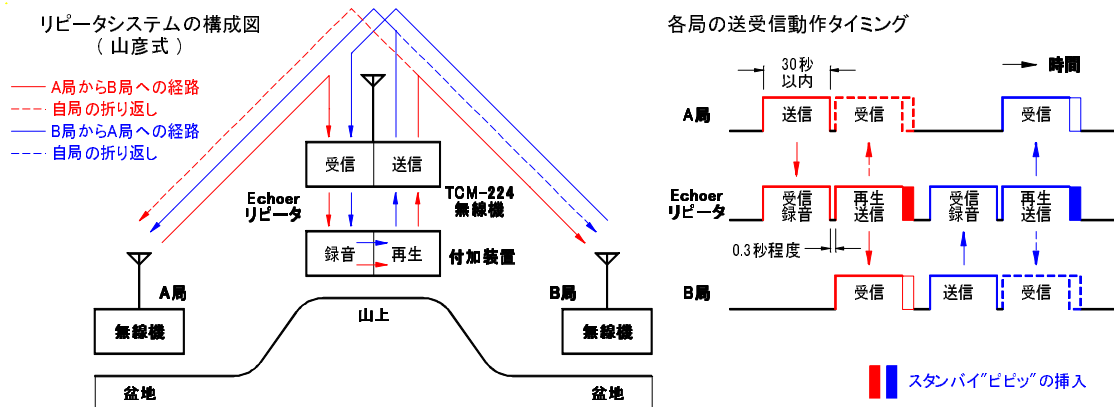 リピータシステムの構成図
( 山彦式 )
A局からB局への経路
自局の折り返し
B局からA局への経路
自局の折り返し
受信
送信
Echoer
リピータ
TCM-224
無線機
録音
再生
付加装置
A局
無線機
山上
B局
無線機
盆地
盆地
各局の送受信動作タイミング
30秒
以内
時間
A局
送信
受信
受信
Echoer
リピータ
受信
録音
再生
送信
受信
録音
再生
送信
0.3秒程度
B局
受信
送信
受信
スタンバイ"ピピッ"の挿入